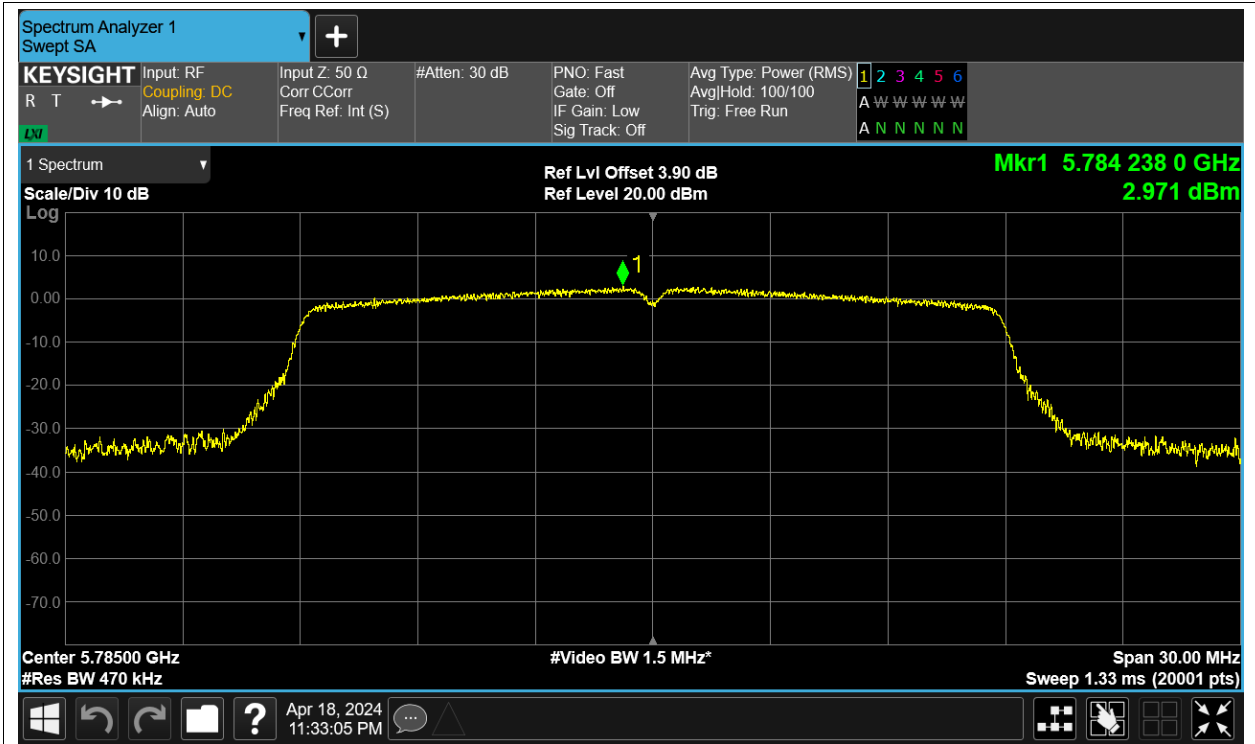 Spectrum Analyzer 1
Swept SA
+
KEYSIGHT
R T
LXI
Input: RF
Coupling: DC
Align: Auto
Input Z: 50 Ω
Corr CCorr
Freq Ref: Int (S)
#Atten: 30 dB
PNO: Fast
Gate: Off
IF Gain: Low
Sig Track: Off
Avg Type: Power (RMS)
Avg|Hold: 100/100
Trig: Free Run
1 2 3 4 5 6
A W W W W W
A N N N N N
1 Spectrum
Scale/Div 10 dB
Log
Ref Lvl Offset 3.90 dB
Ref Level 20.00 dBm
Mkr1 5.784 238 0 GHz
2.971 dBm
1
10.0
0.00
-10.0
-20.0
-30.0
-40.0
-50.0
-60.0
-70.0
Center 5.78500 GHz
#Res BW 470 kHz
#Video BW 1.5 MHz*
Span 30.00 MHz
Sweep 1.33 ms (20001 pts)
?
Apr 18, 2024
11:33:05 PM